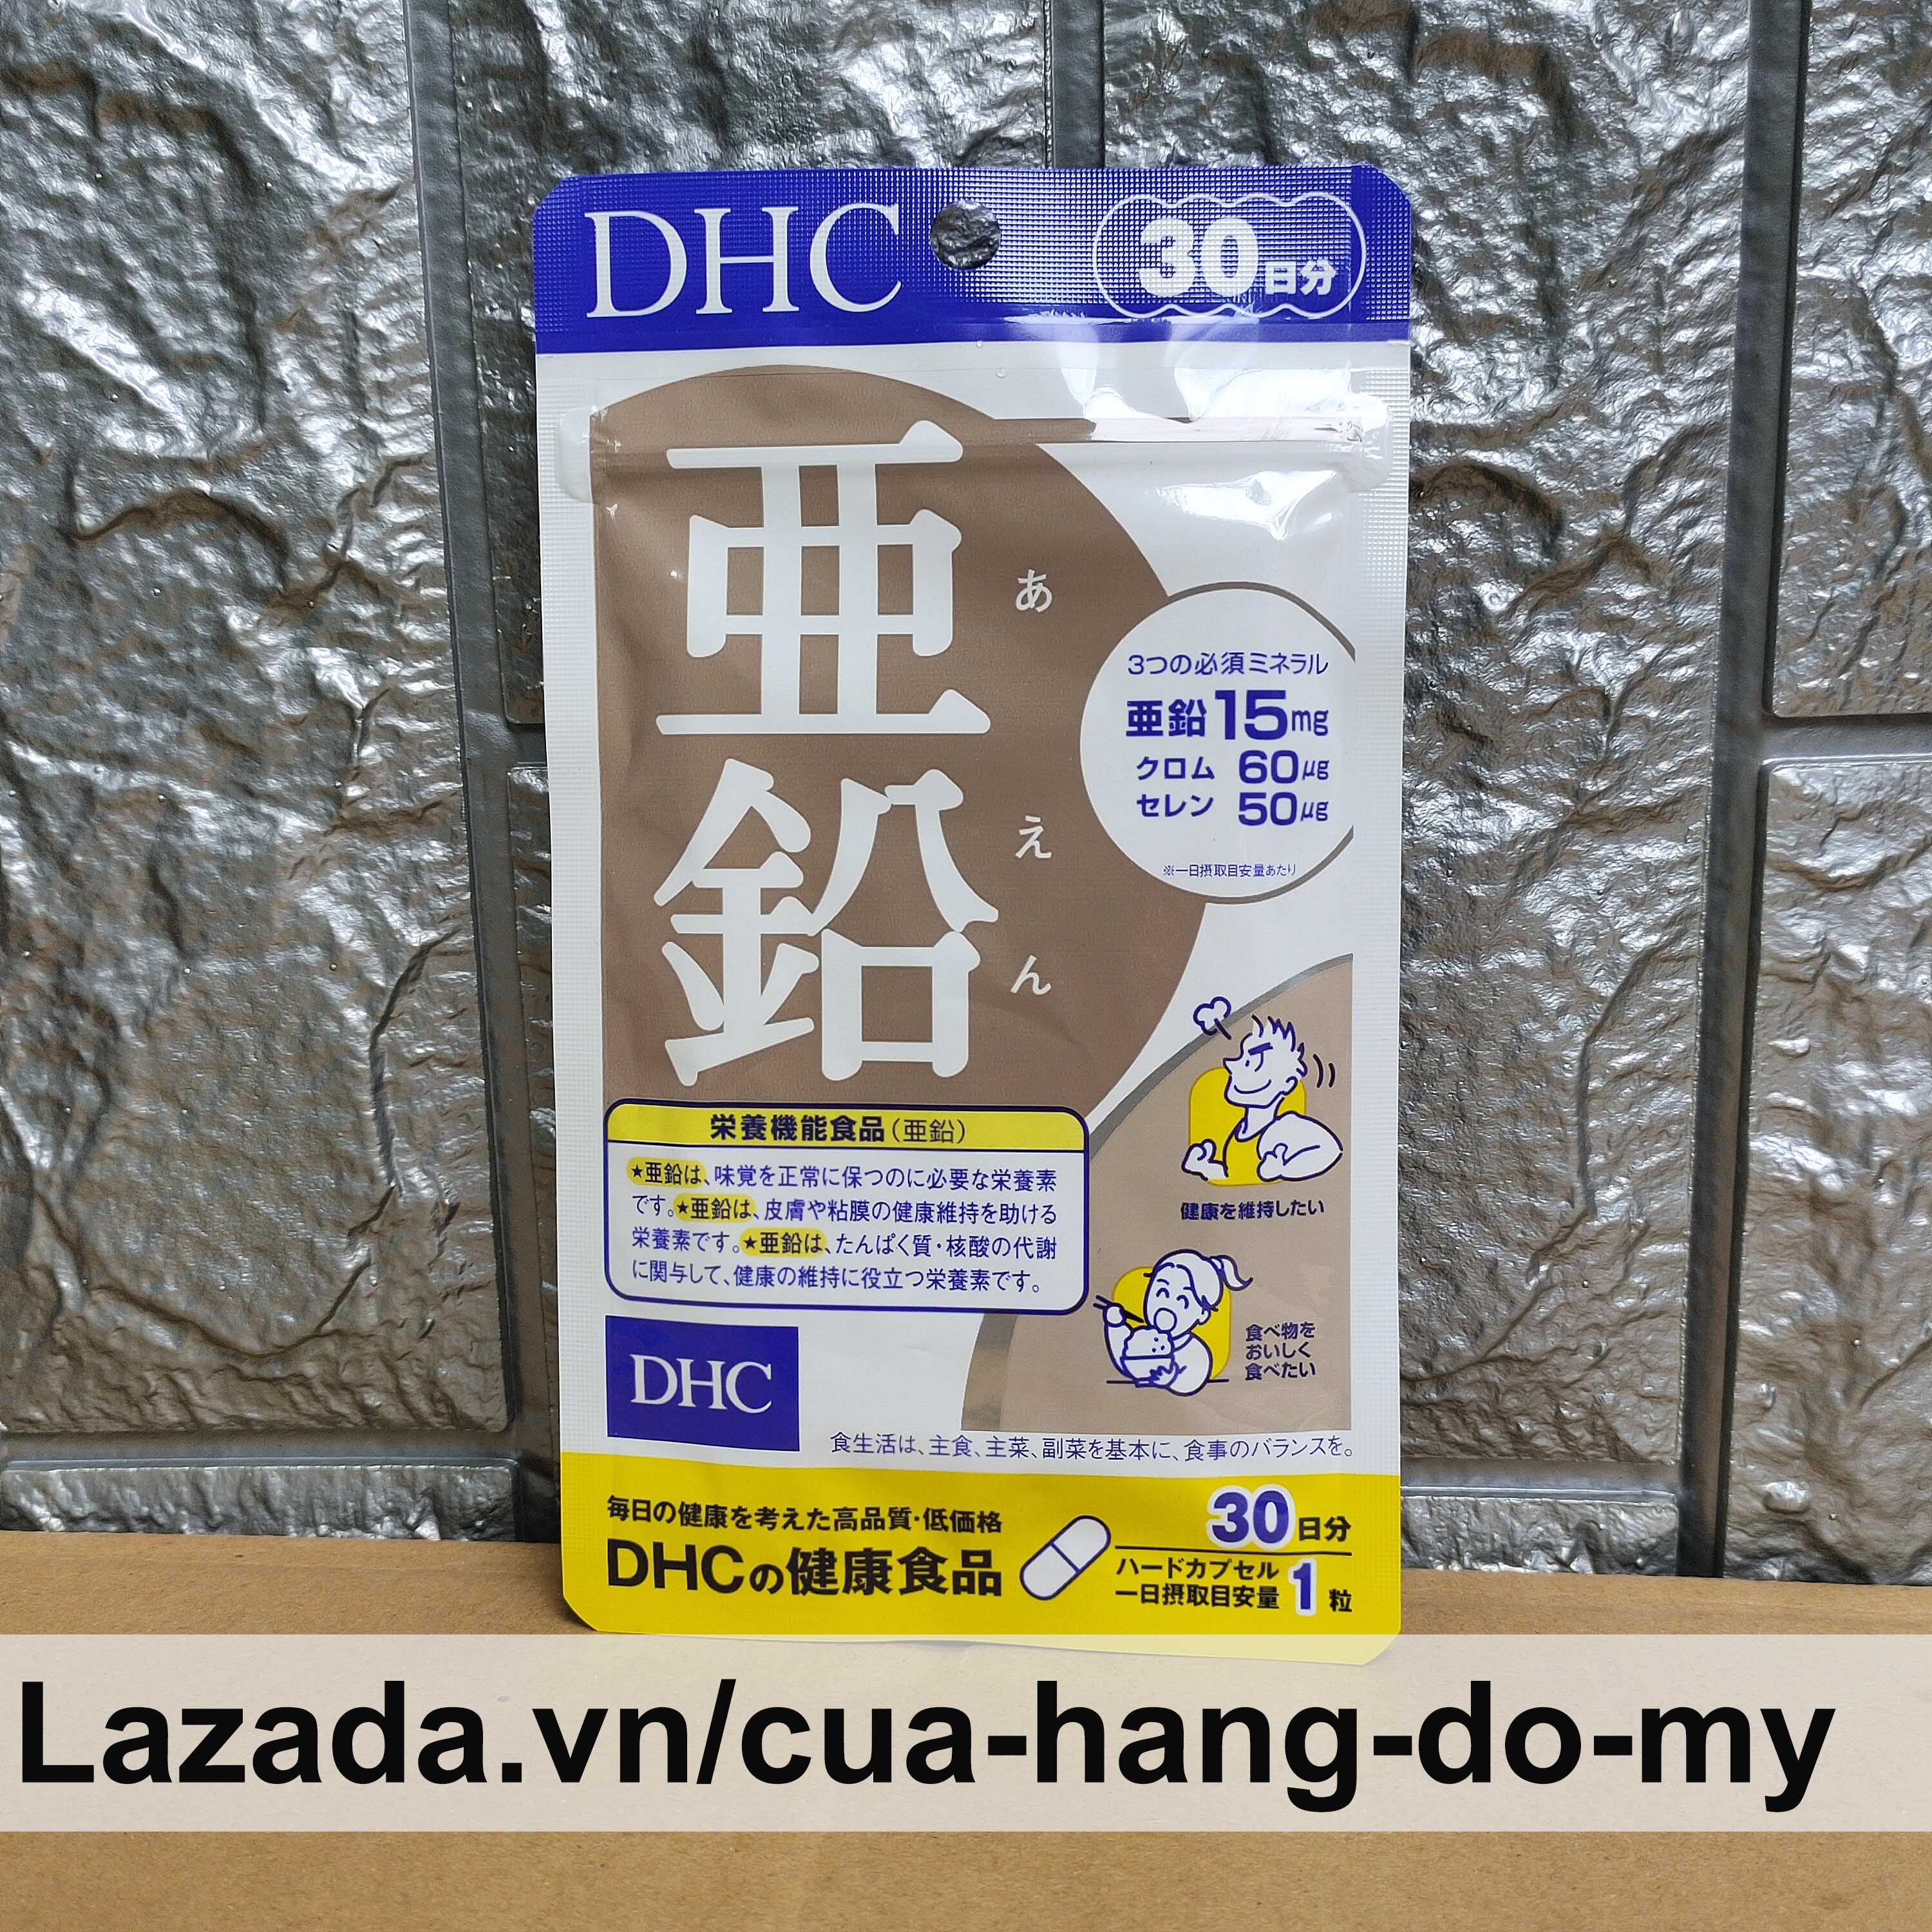 DHC
30日分
亜鉛
あえん
3つの必須ミネラル
亜鉛 15mg
クロム 60μg
セレン 50μg
※一日摂取目安量あたり
健康を維持したい
栄養機能食品(亜鉛)
★亜鉛は、味覚を正常に保つのに必要な栄養素
です。★亜鉛は、皮膚や粘膜の健康維持を助ける
栄養素です。★亜鉛は、たんぱく質・核酸の代謝
に関与して、健康の維持に役立つ栄養素です。
食べ物を
おいしく
食べたい
DHC
食生活は、主食、主菜、副菜を基本に、食事のバランスを。
毎日の健康を考えた高品質・低価格
DHCの健康食品
30日分
ハードカプセル
一日摂取目安量 1粒
Lazada.vn/cua-hang-do-my